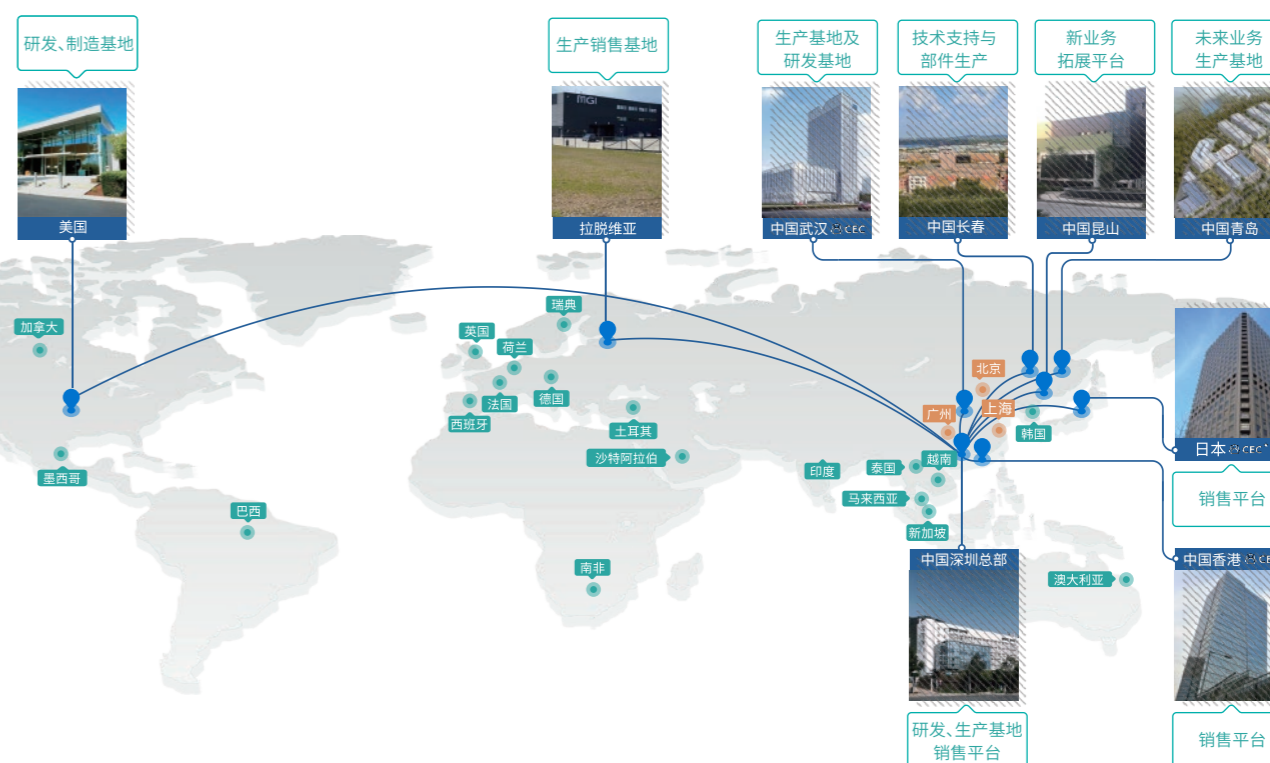 研发、制造基地
生产销售基地
生产基地及
研发基地
技术支持与
部件生产
新业务
拓展平台
未来业务
生产基地
MGI
美国
拉脱维亚
中国武汉 CEC
中国长春
中国昆山
中国青岛
加拿大
瑞典
英国
荷兰
法国
德国
西班牙
土耳其
沙特阿拉伯
墨西哥
巴西
南非
北京
广州
上海
韩国
印度
泰国
越南
马来西亚
新加坡
澳大利亚
日本 CEC
销售平台
中国深圳总部
研发、生产基地
销售平台
中国香港
销售平台